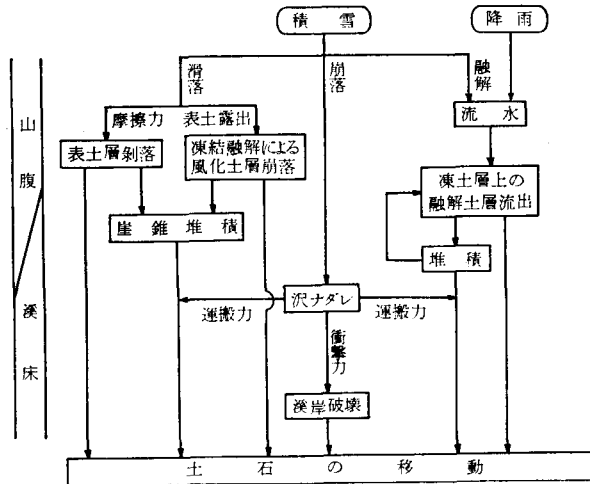 積雪
降雨
滑落
崩落
融解
流水
摩擦力
表土露出
表土層剝落
凍結融解による
風化土層崩落
凍土層上の
融解土層流出
崖錐堆積
堆積
沢ナダレ
運搬力
運搬力
衝撃力
溪岸破壊
土石の移動
山腹
溪床